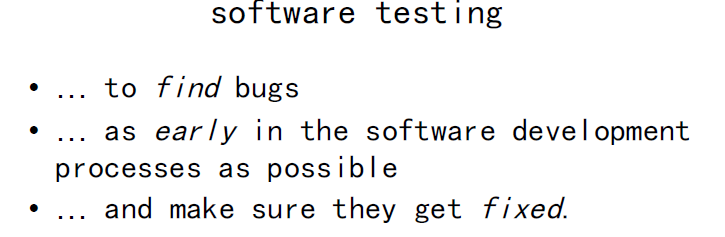 software testing
• ... to find bugs
• ... as early in the software development
processes as possible
• ... and make sure they get fixed.